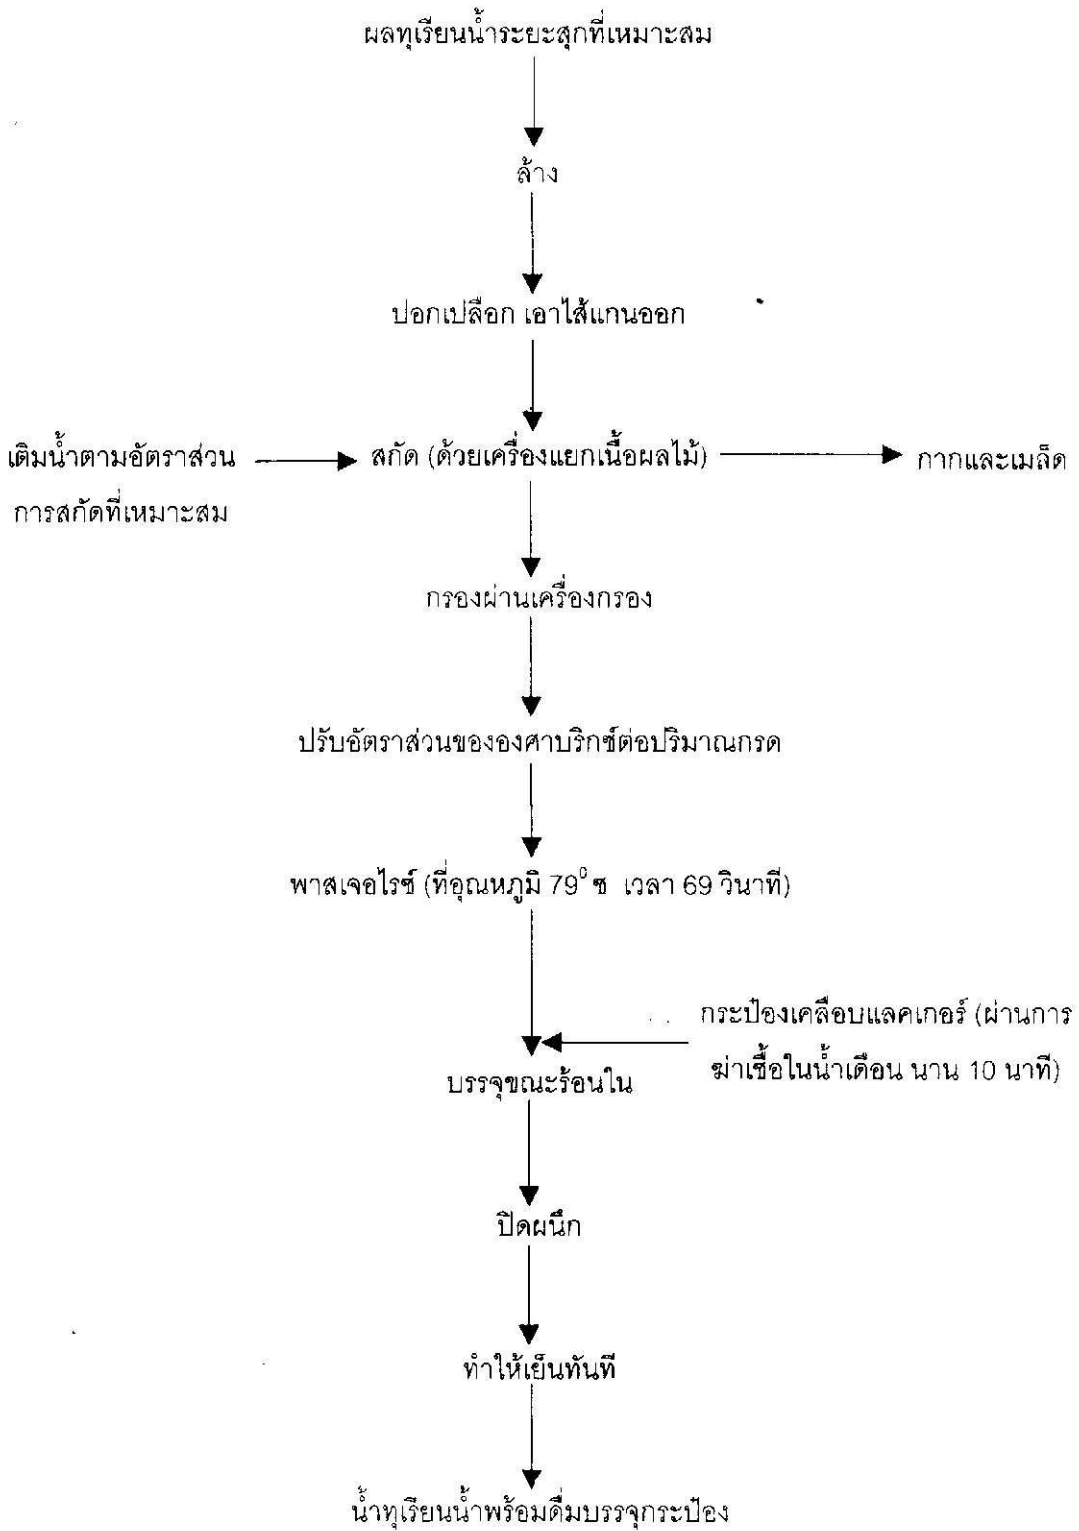 ผลทุเรียนน้ำระยะสุกที่เหมาะสม
ล้าง
ปอกเปลือก เอาไส้แกนออก
เติมน้ำตามอัตราส่วน
การสกัดที่เหมาะสม
สกัด (ด้วยเครื่องแยกเนื้อผลไม้)
กากและเมล็ด
กรองผ่านเครื่องกรอง
ปรับอัตราส่วนขององศาบริกซ์ต่อปริมาณกรด
พาสเจอไรซ์ (ที่อุณหภูมิ 79⁰ ซ เวลา 69 วินาที)
กระป๋องเคลือบแลคเกอร์ (ผ่านการ
ฆ่าเชื้อในน้ำเดือน นาน 10 นาที)
บรรจุขณะร้อนใน
ปิดผนึก
ทำให้เย็นทันที
น้ำทุเรียนน้ำพร้อมดื่มบรรจุกระป๋อง